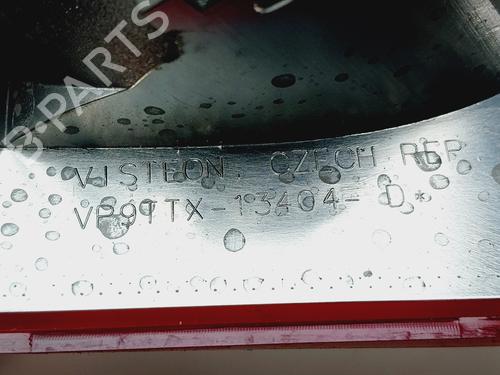 B-PARTS
VISTEON, CZECH REP
VP9TTX-13404- D*